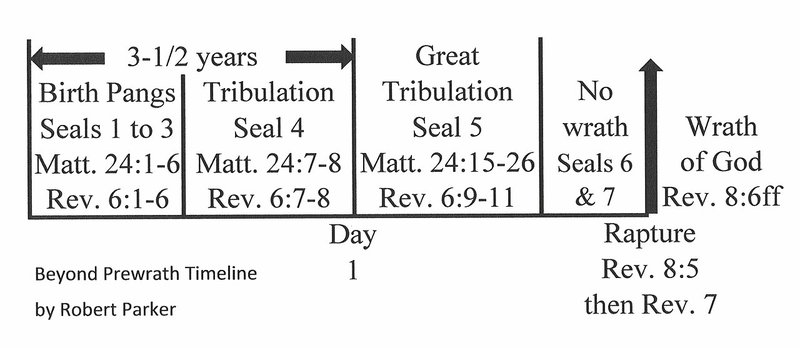 3-1/2 years
Birth Pangs
Seals 1 to 3
Matt. 24:1-6
Rev. 6:1-6
Tribulation
Seal 4
Matt. 24:7-8
Rev. 6:7-8
Great
Tribulation
Seal 5
Matt. 24:15-26
Rev. 6:9-11
No
wrath
Seals 6
& 7
Wrath
of God
Rev. 8:6ff
Day
1
Rapture
Rev. 8:5
then Rev. 7
Beyond Prewrath Timeline
by Robert Parker